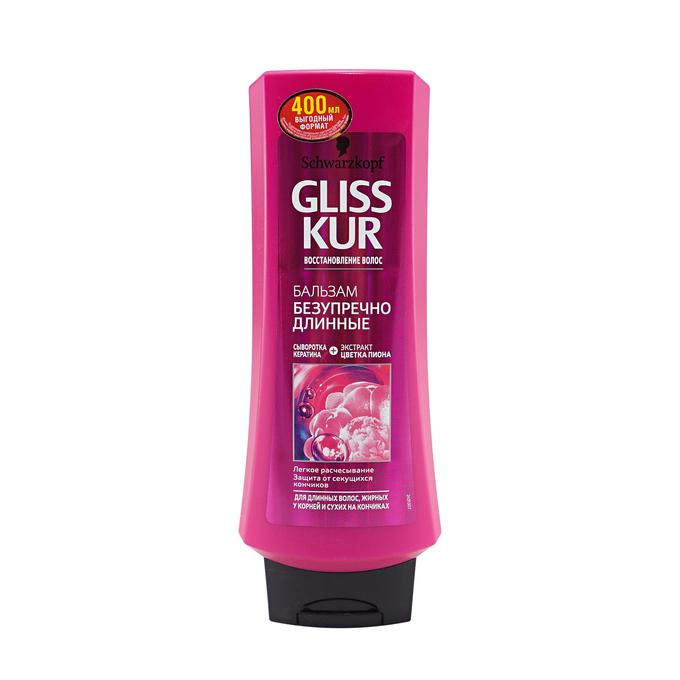 400 мл
ВЫГОДНЫЙ
ФОРМАТ
Schwarzkopf
GLISS
KUR
ВОССТАНОВЛЕНИЕ ВОЛОС
БАЛЬЗАМ
БЕЗУПРЕЧНО
ДЛИННЫЕ
СЫВОРОТКА
КЕРАТИНА
+
ЭКСТРАКТ
ЦВЕТКА ПИОНА
Легкое расчесывание
Защита от секущихся
кончиков
ДЛЯ ДЛИННЫХ ВОЛОС, ЖИРНЫХ
У КОРНЕЙ И СУХИХ НА КОНЧИКАХ